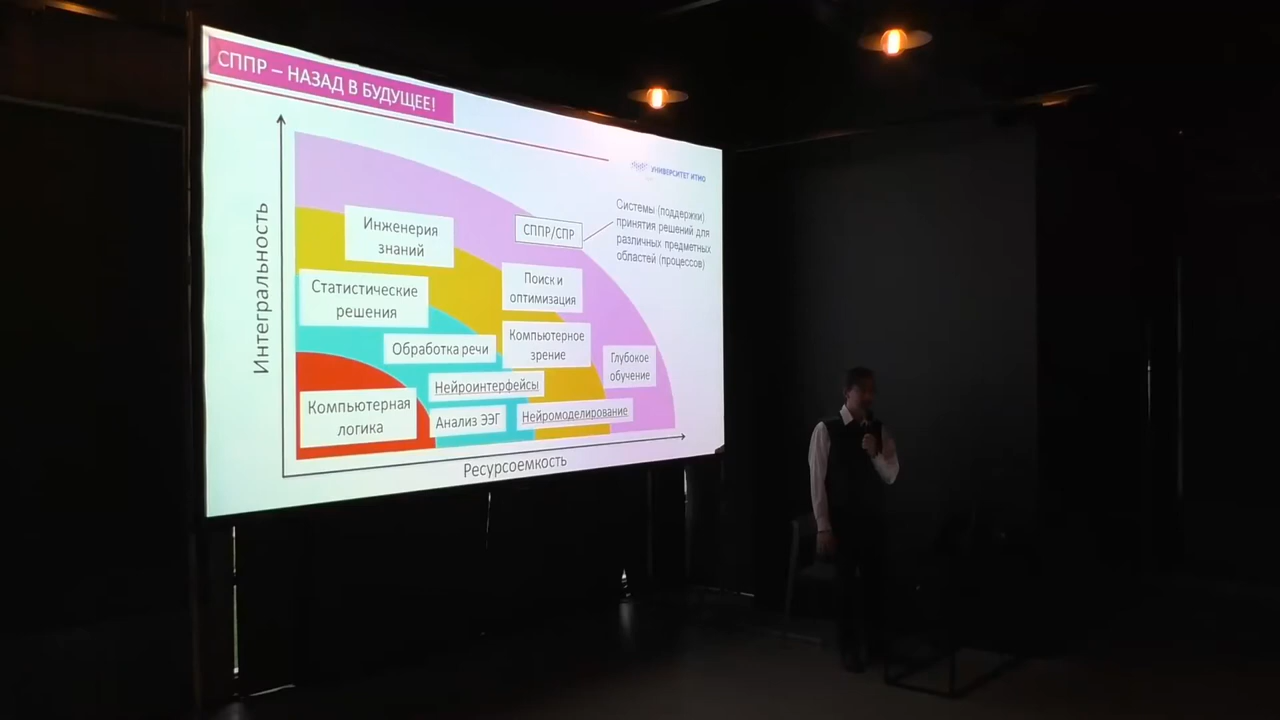 СППР – НАЗАД В БУДУЩЕЕ!
УНИВЕРСИТЕТ ИТМО
Интегральность
Инженерия
знаний
СППР/СПР
Системы (поддержки)
принятия решений для
различных предметных
областей (процессов)
Статистические
решения
Поиск и
оптимизация
Обработка речи
Компьютерное
зрение
Глубокое
обучение
Нейроинтерфейсы
Компьютерная
логика
Анализ ЭЭГ
Нейромоделирование
Ресурсоемкость